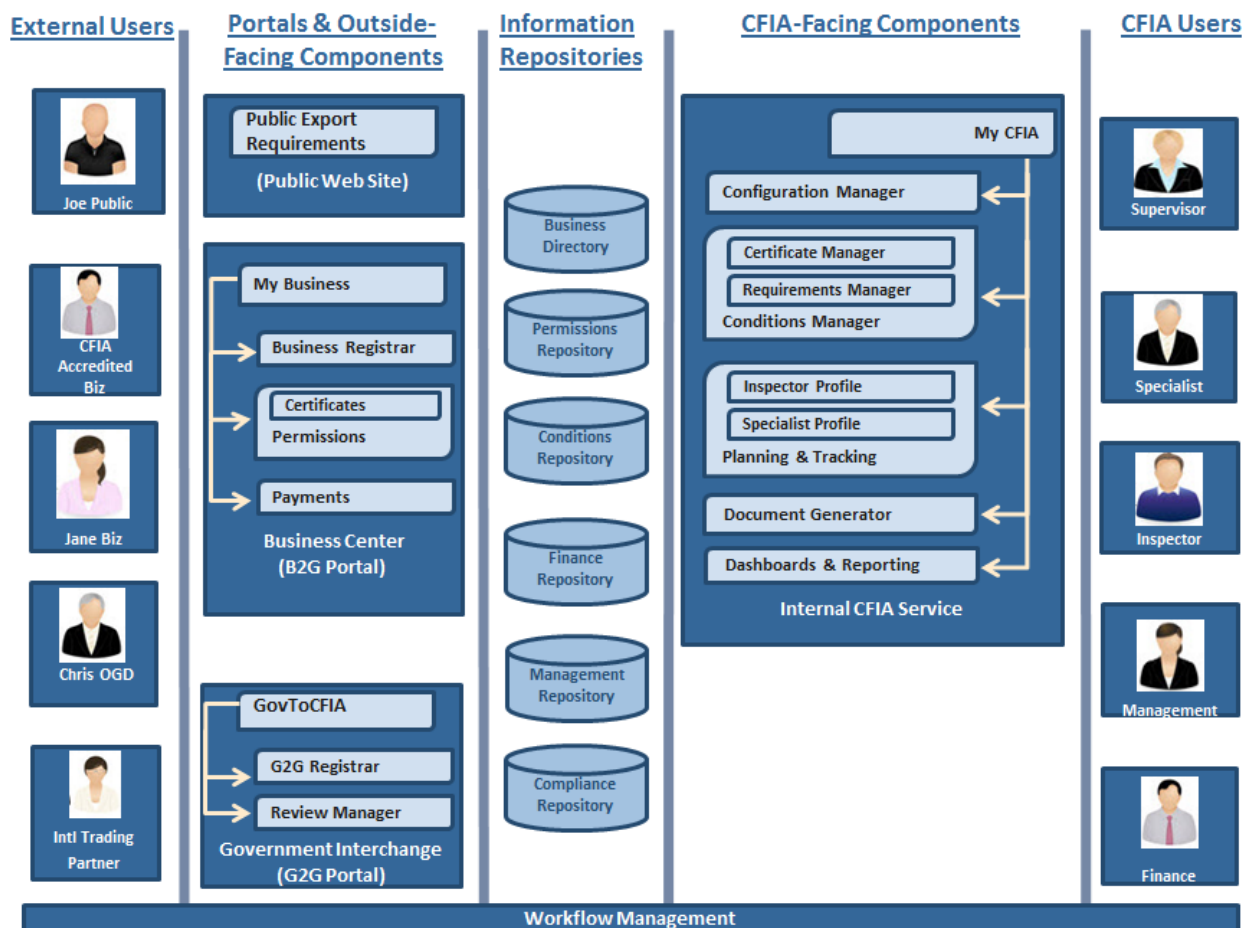 External Users
Joe Public
CFIA
Accredited
Biz
Jane Biz
Chris OGD
Intl Trading
Partner
Portals & Outside-
Facing Components
Public Export
Requirements
(Public Web Site)
My Business
Business Registrar
Certificates
Permissions
Payments
Business Center
(B2G Portal)
GovToCFIA
G2G Registrar
Review Manager
Government Interchange
(G2G Portal)
Information
Repositories
Business
Directory
Permissions
Repository
Conditions
Repository
Finance
Repository
Management
Repository
Compliance
Repository
CFIA-Facing Components
My CFIA
Configuration Manager
Certificate Manager
Requirements Manager
Conditions Manager
Inspector Profile
Specialist Profile
Planning & Tracking
Document Generator
Dashboards & Reporting
Internal CFIA Service
CFIA Users
Supervisor
Specialist
Inspector
Management
Finance
Workflow Management